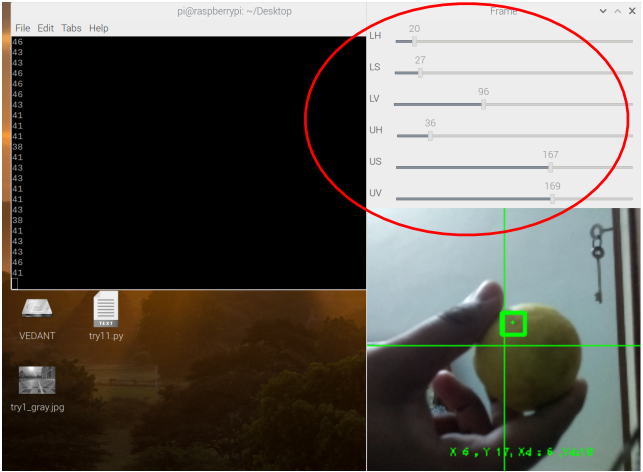 pi@raspberrypi: ~/Desktop
File Edit Tabs Help
46
43
43
46
46
46
43
41
41
41
38
41
43
43
41
41
43
38
41
43
43
46
41
VEDANT
TEXT
try11.py
try1_gray.jpg
Frame
20
LH
27
LS
96
LV
36
UH
167
US
169
UV
X 6 , Y 17, Xd : 6